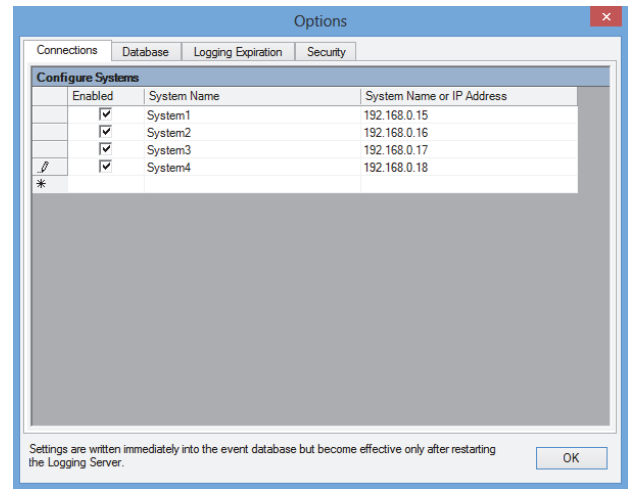 Options
Connections Database Logging Expiration Security
Configure Systems
Enabled System Name System Name or IP Address
System1 192.168.0.15
System2 192.168.0.16
System3 192.168.0.17
System4 192.168.0.18
Settings are written immediately into the event database but become effective only after restarting
the Logging Server.
OK